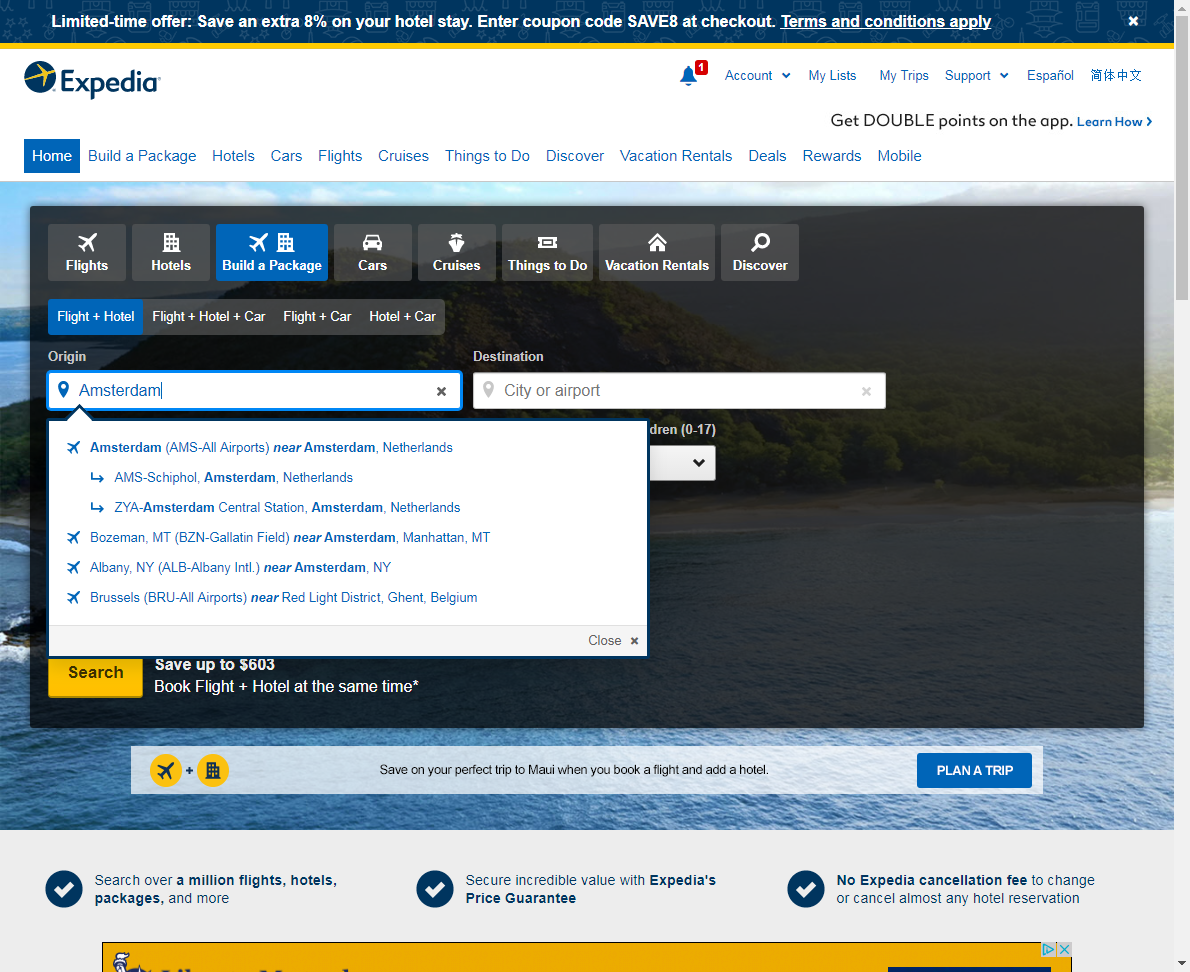 Limited-time offer: Save an extra 8% on your hotel stay. Enter coupon code SAVE8 at checkout. Terms and conditions apply
Expedia
1
Account
My Lists
My Trips
Support
Español
简体中文
Get DOUBLE points on the app. Learn How
Home
Build a Package
Hotels
Cars
Flights
Cruises
Things to Do
Discover
Vacation Rentals
Deals
Rewards
Mobile
Flights
Hotels
Build a Package
Cars
Cruises
Things to Do
Vacation Rentals
Discover
Flight + Hotel
Flight + Hotel + Car
Flight + Car
Hotel + Car
Origin
Destination
Amsterdam
City or airport
dren (0-17)
Amsterdam (AMS-All Airports) near Amsterdam, Netherlands
AMS-Schiphol, Amsterdam, Netherlands
ZYA-Amsterdam Central Station, Amsterdam, Netherlands
Bozeman, MT (BZN-Gallatin Field) near Amsterdam, Manhattan, MT
Albany, NY (ALB-Albany Intl.) near Amsterdam, NY
Brussels (BRU-All Airports) near Red Light District, Ghent, Belgium
Close
Search
Save up to $603
Book Flight + Hotel at the same time*
+
Save on your perfect trip to Maui when you book a flight and add a hotel.
PLAN A TRIP
Search over a million flights, hotels,
packages, and more
Secure incredible value with Expedia's
Price Guarantee
No Expedia cancellation fee to change
or cancel almost any hotel reservation